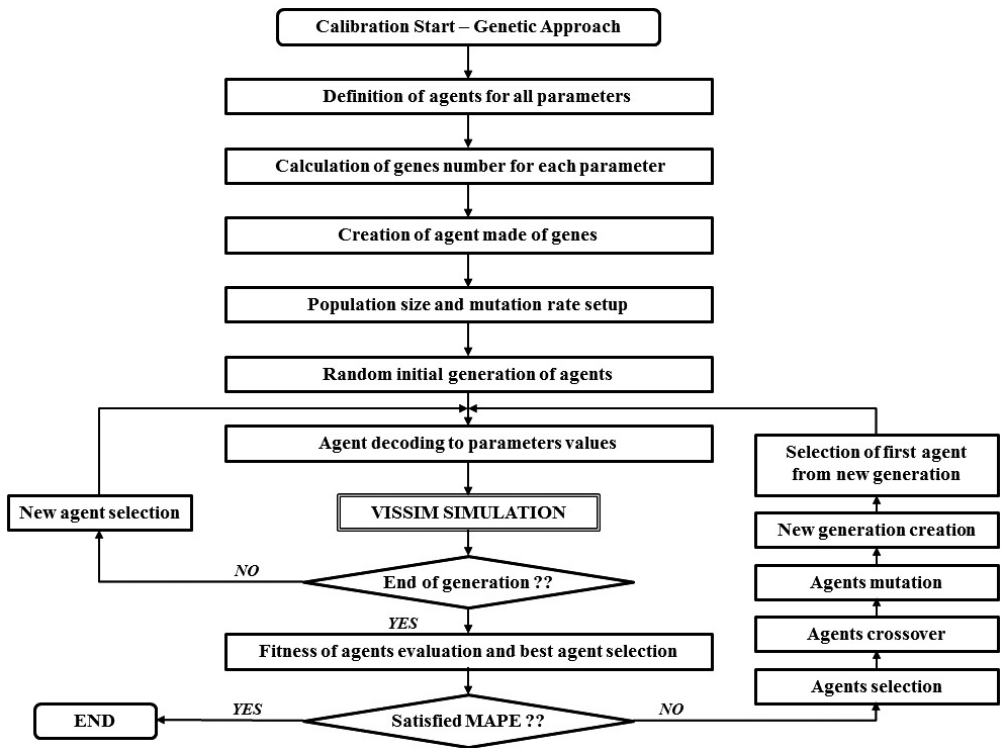 Calibration Start – Genetic Approach
Definition of agents for all parameters
Calculation of genes number for each parameter
Creation of agent made of genes
Population size and mutation rate setup
Random initial generation of agents
Agent decoding to parameters values
Selection of first agent
from new generation
New agent selection
VISSIM SIMULATION
New generation creation
NO
End of generation ??
Agents mutation
YES
Agents crossover
Fitness of agents evaluation and best agent selection
Agents selection
END
YES
Satisfied MAPE ??
NO